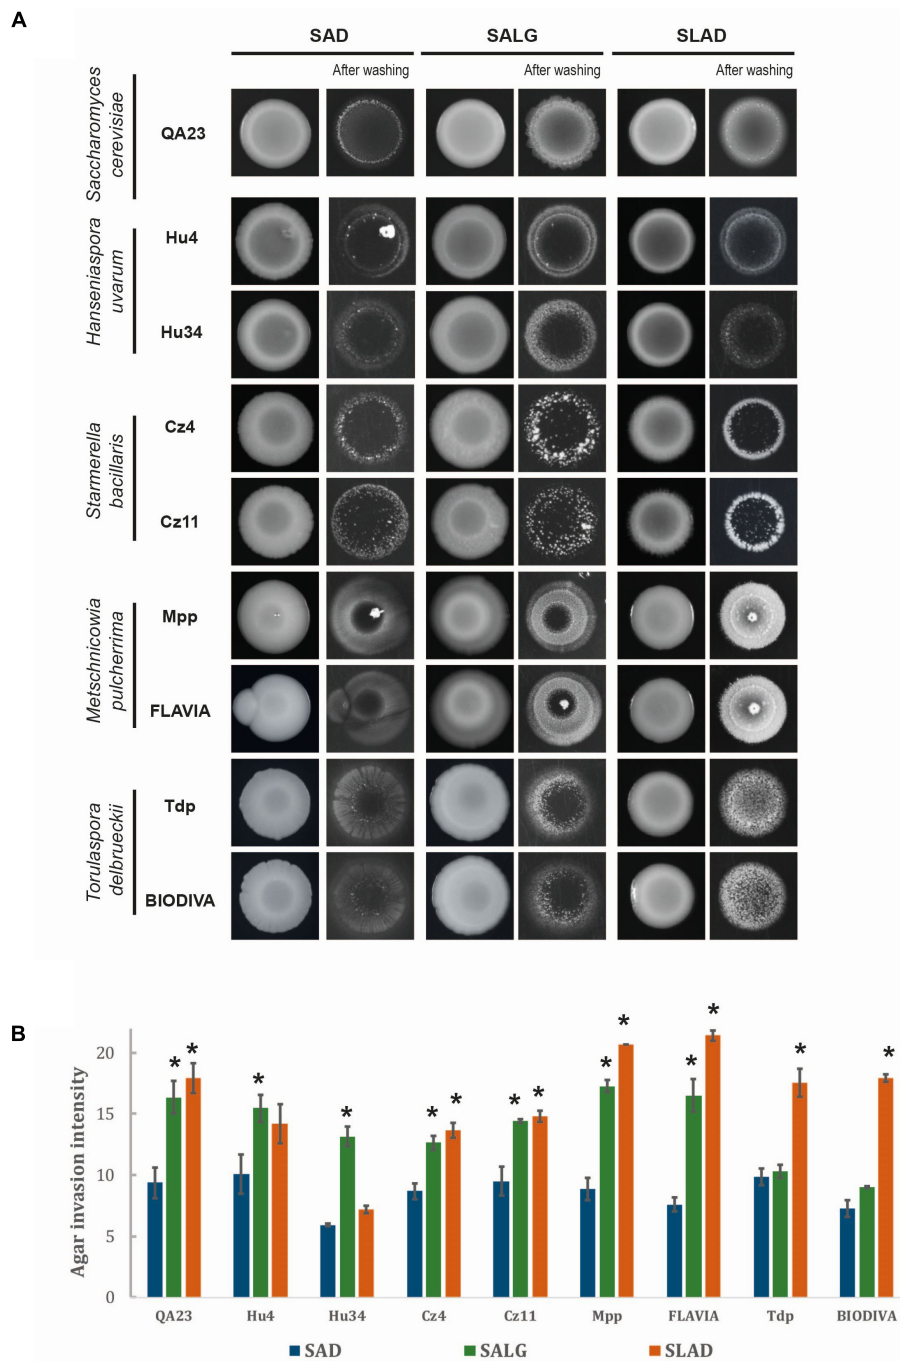 A
SAD SALG SLAD
After washing After washing After washing
Saccharomyces
cerevisiae
QA23
Hanseniaspora
uvarum
Hu4
Hu34
Starmerella
bacillaris
Cz4
Cz11
Metschnicowia
pulcherrima
Mpp
FLAVIA
Torulaspora
delbrueckii
Tdp
BIODIVA
B
Agar invasion intensity
20
15
10
5
0
* * * * * * * * * * * * *
QA23 Hu4 Hu34 Cz4 Cz11 Mpp FLAVIA Tdp BIODIVA
SAD SALG SLAD